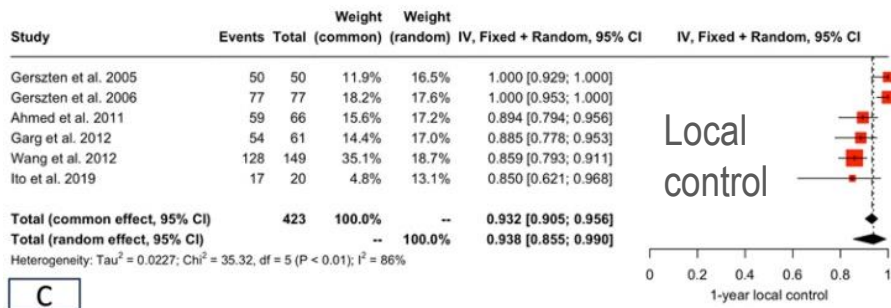 Weight Weight
Study Events Total (common) (random) IV, Fixed + Random, 95% CI IV, Fixed + Random, 95% CI
Gerszten et al. 2005 50 50 11.9% 16.5% 1.000 [0.929; 1.000]
Gerszten et al. 2006 77 77 18.2% 17.6% 1.000 [0.953; 1.000]
Ahmed et al. 2011 59 66 15.6% 17.2% 0.894 [0.794; 0.956]
Garg et al. 2012 54 61 14.4% 17.0% 0.885 [0.778; 0.953]
Wang et al. 2012 128 149 35.1% 18.7% 0.859 [0.793; 0.911]
Ito et al. 2019 17 20 4.8% 13.1% 0.850 [0.621; 0.968]
Local
control
Total (common effect, 95% CI) 423 100.0% -- 0.932 [0.905; 0.956]
Total (random effect, 95% CI) -- 100.0% 0.938 [0.855; 0.990]
Heterogeneity: Tau² = 0.0227; Chi² = 35.32, df = 5 (P < 0.01); I² = 86%
0 0.2 0.4 0.6 0.8 1
1-year local control
C